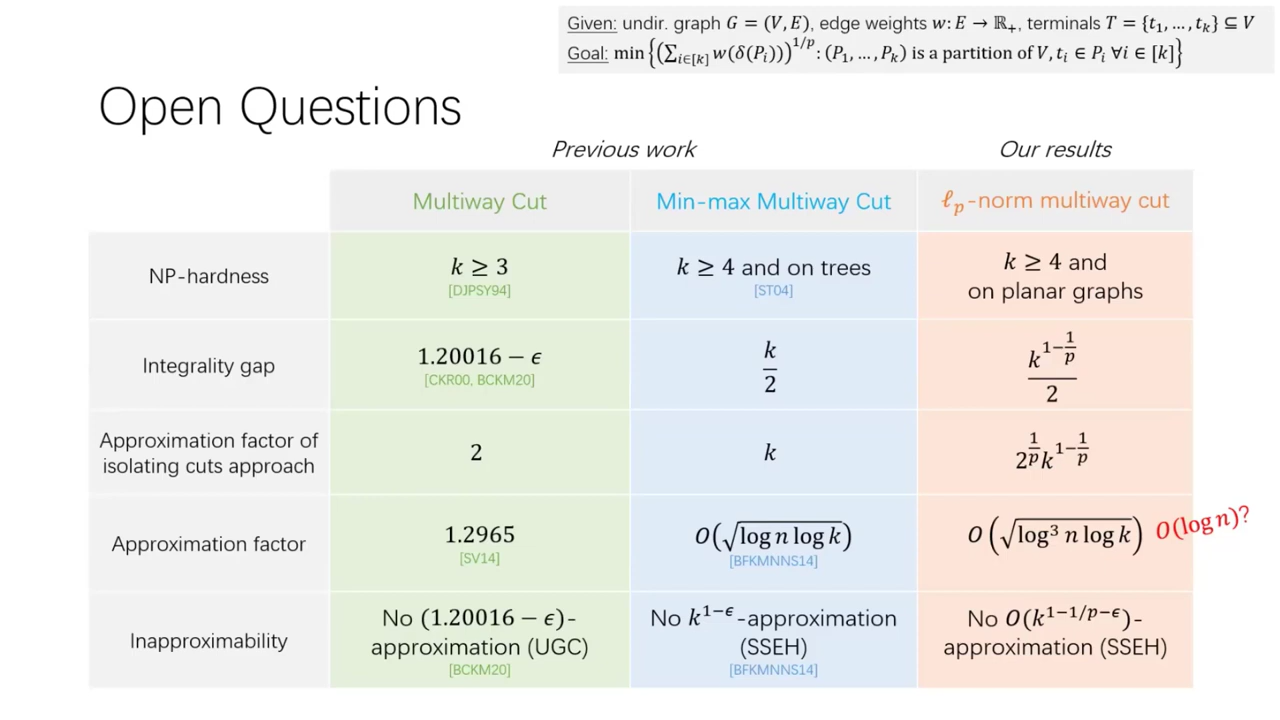 Given: undir. graph G = (V, E), edge weights w: E → ℝ₊, terminals T = {t₁, …, tₖ} ⊆ V
Goal: min{(∑_{i∈[k]} w(δ(Pᵢ)))^{1/p} : (P₁, …, Pₖ) is a partition of V, tᵢ ∈ Pᵢ ∀i ∈ [k]}
Open Questions
Previous work
Our results
Multiway Cut
Min-max Multiway Cut
ℓₚ-norm multiway cut
NP-hardness
k ≥ 3
[DJPSY94]
k ≥ 4 and on trees
[ST04]
k ≥ 4 and
on planar graphs
Integrality gap
1.20016 − ϵ
[CKR00, BCKM20]
k/2
k^{1−1/p}/2
Approximation factor of
isolating cuts approach
2
k
2^{1/p}k^{1−1/p}
Approximation factor
1.2965
[SV14]
O(√(log n log k))
[BFKMNNS14]
O(√(log³ n log k))
O(log n)?
Inapproximability
No (1.20016 − ϵ)-
approximation (UGC)
[BCKM20]
No k^{1−ϵ}-approximation
(SSEH)
[BFKMNNS14]
No O(k^{1−1/p−ϵ})-
approximation (SSEH)